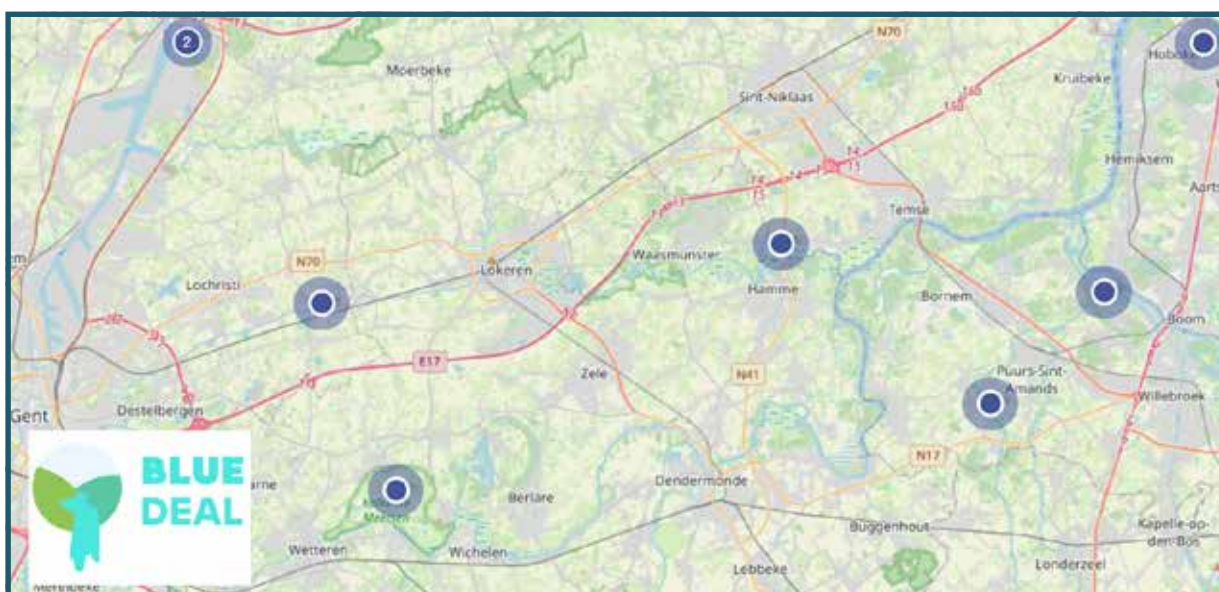 2
Moerbeke
N70
Kruibeke
Sint-Niklaas
Hemiksem
14
15
Temse
N70
Lochristi
Lokeren
Waasmunster
Hamme
Bornem
Boom
E17
Zele
N41
Puurs-Sint-
Amands
Willebroek
Gent
Destelbergen
N17
Dendermonde
Berlare
Buggenhout
Kapelle-op-
den-Bos
Wetteren
Wichelen
Lebbeke
Londerzeel
BLUE
DEAL